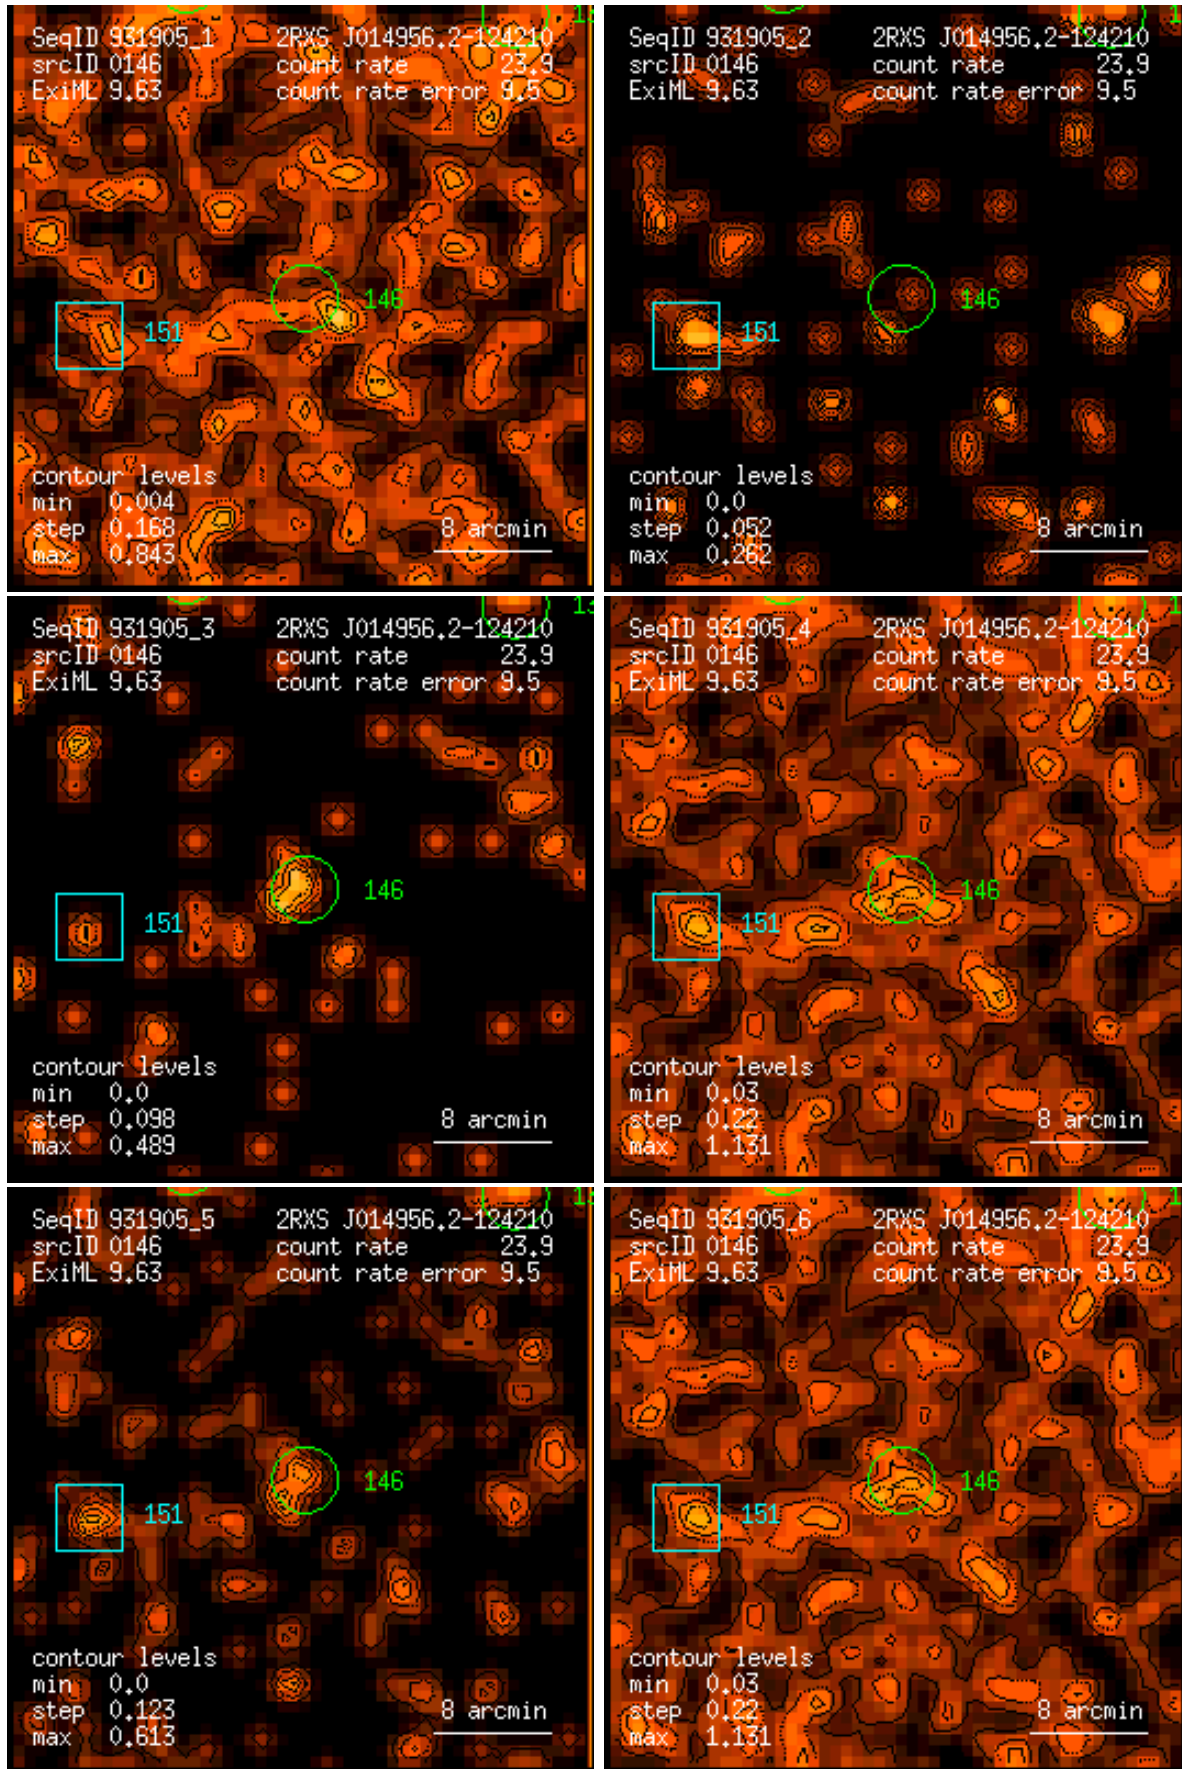 SeqID 931905_1 2RXS J014956.2-124210
srcID 0146 count rate 23.9
ExiML 9.63 count rate error 9.5
146
151
contour levels
min 0.004
step 0.168 8 arcmin
max 0.843
SeqID 931905_2 2RXS J014956.2-124210
srcID 0146 count rate 23.9
ExiML 9.63 count rate error 9.5
146
151
contour levels
min 0.0
step 0.052 8 arcmin
max 0.262
SeqID 931905_3 2RXS J014956.2-124210
srcID 0146 count rate 23.9
ExiML 9.63 count rate error 9.5
146
151
contour levels
min 0.0
step 0.098 8 arcmin
max 0.489
SeqID 931905_4 2RXS J014956.2-124210
srcID 0146 count rate 23.9
ExiML 9.63 count rate error 9.5
146
151
contour levels
min 0.03
step 0.22 8 arcmin
max 1.131
SeqID 931905_5 2RXS J014956.2-124210
srcID 0146 count rate 23.9
ExiML 9.63 count rate error 9.5
146
151
contour levels
min 0.0
step 0.123 8 arcmin
max 0.613
SeqID 931905_6 2RXS J014956.2-124210
srcID 0146 count rate 23.9
ExiML 9.63 count rate error 9.5
146
151
contour levels
min 0.03
step 0.22 8 arcmin
max 1.131